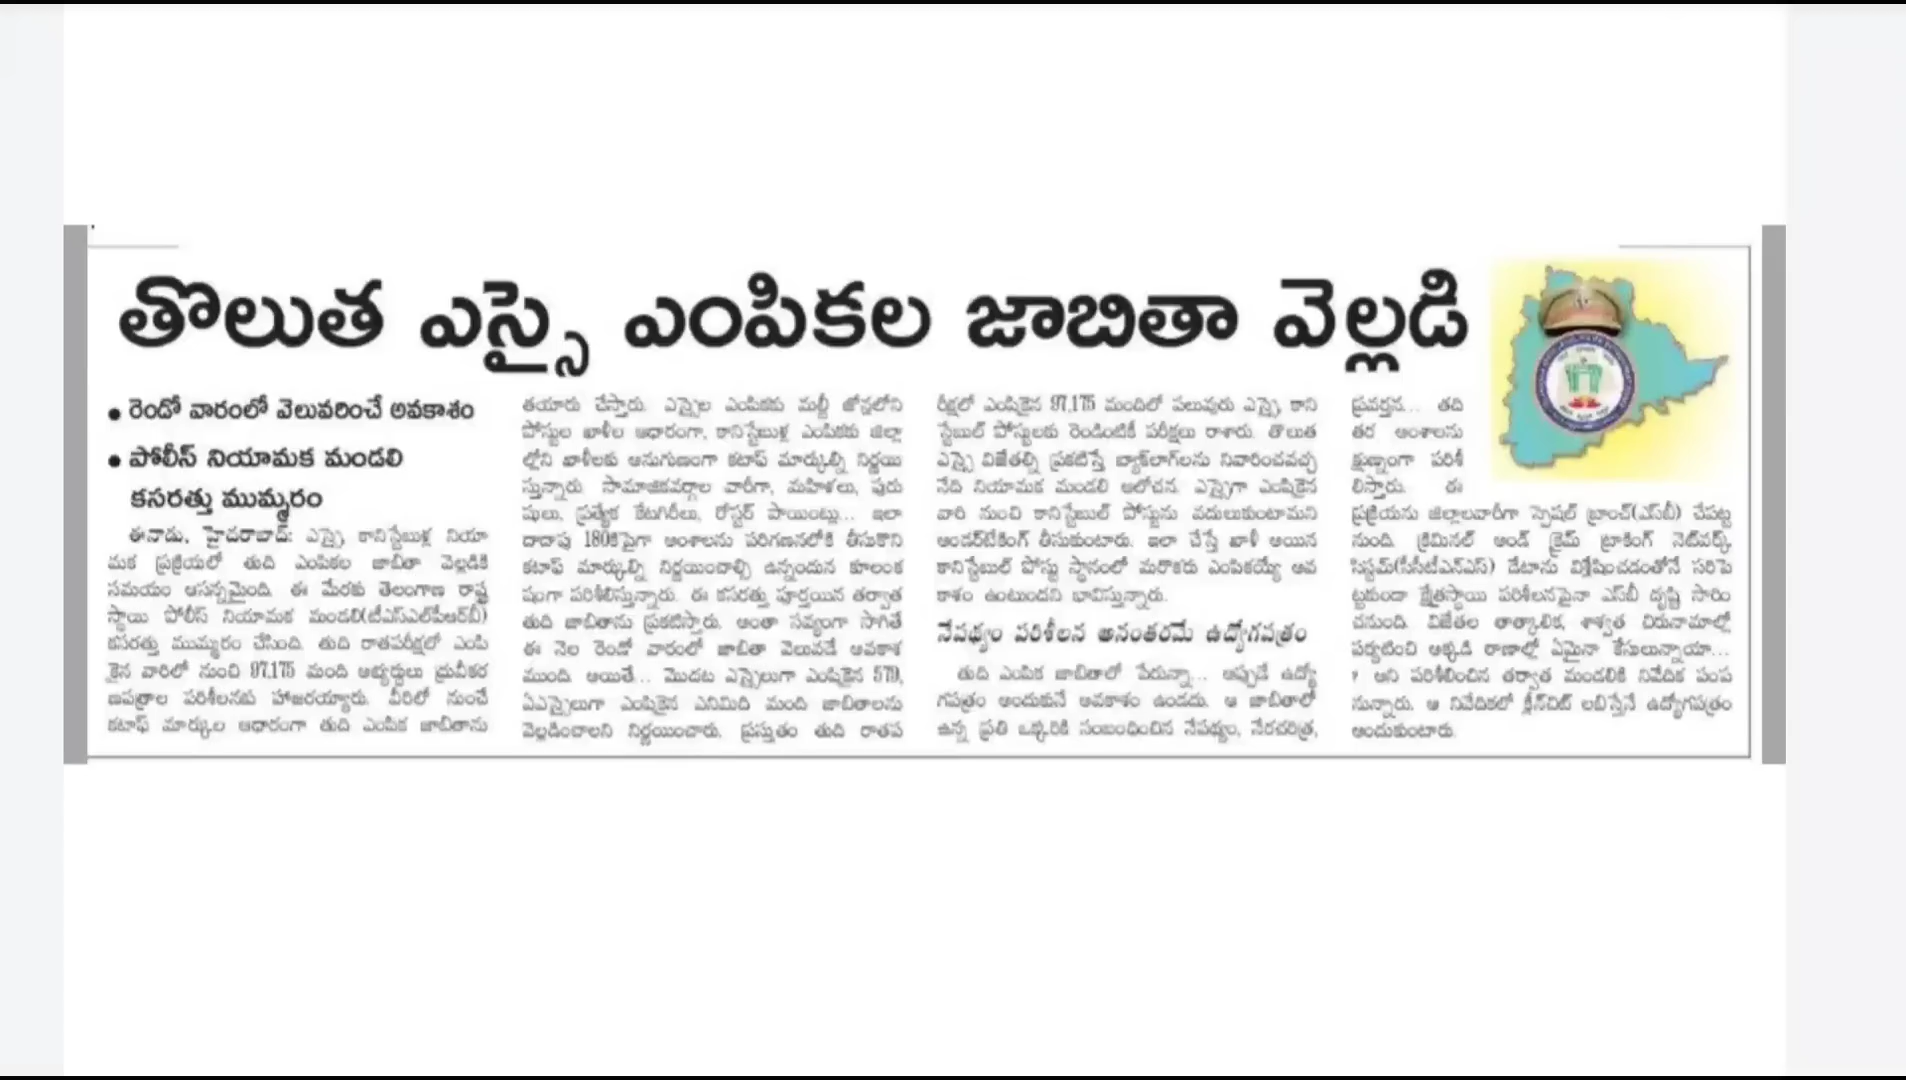 తొలుత ఎస్సై ఎంపికల జాబితా వెల్లడి
• రెండో వారంలో వెలువరించే అవకాశం
• పోలీస్ నియామక మండలి
కసరత్తు ముమ్మరం
ఈనాడు, హైదరాబాద్: ఎస్సై, కానిస్టేబుళ్ల నియా
మక ప్రక్రియలో తుది ఎంపికల జాబితా వెల్లడికి
సమయం ఆసన్నమైంది. ఈ మేరకు తెలంగాణ రాష్ట్ర
స్థాయి పోలీస్ నియామక మండలి(టీఎస్ఎల్‌పీఆర్‌బీ)
కసరత్తు ముమ్మరం చేసింది. తుది రాతపరీక్షలో ఎంపి
కైన వారిలో నుంచి 97,175 మంది అభ్యర్థులు ధ్రువీకర
ణపత్రాల పరిశీలనకు హాజరయ్యారు. వీరిలో నుంచే
కటాఫ్ మార్కుల ఆధారంగా తుది ఎంపిక జాబితాను
తయారు చేస్తారు. ఎస్సైల ఎంపికకు మల్టీ జోన్లలోని
పోస్టుల ఖాళీల ఆధారంగా, కానిస్టేబుళ్ల ఎంపికకు జిల్లా
ల్లోని ఖాళీలకు అనుగుణంగా కటాఫ్ మార్కుల్ని నిర్ణయి
స్తున్నారు. సామాజికవర్గాల వారీగా, మహిళలు, పురు
షులు, ప్రత్యేక కేటగిరీలు, రోస్టర్ పాయింట్లు... ఇలా
దాదాపు 180కిపైగా అంశాలను పరిగణనలోకి తీసుకొని
కటాఫ్ మార్కుల్ని నిర్ణయించాల్సి ఉన్నందున కూలంక
షంగా పరిశీలిస్తున్నారు. ఈ కసరత్తు పూర్తయిన తర్వాత
తుది జాబితాను ప్రకటిస్తారు. అంతా సవ్యంగా సాగితే
ఈ నెల రెండో వారంలో జాబితా వెలువడే అవకాశ
ముంది. అయితే... మొదట ఎస్సైలుగా ఎంపికైన 579,
ఏఎస్సైలుగా ఎంపికైన ఎనిమిది మంది జాబితాలను
వెల్లడించాలని నిర్ణయించారు. ప్రస్తుతం తుది రాతప
రీక్షలో ఎంపికైన 97,175 మందిలో పలువురు ఎస్సై, కాని
స్టేబుల్ పోస్టులకు రెండింటికీ పరీక్షలు రాశారు. తొలుత
ఎస్సై విజేతల్ని ప్రకటిస్తే బ్యాక్‌లాగ్‌లను నివారించవచ్చ
నేది నియామక మండలి ఆలోచన. ఎస్సైగా ఎంపికైన
వారి నుంచి కానిస్టేబుల్ పోస్టును వదులుకుంటామని
అండర్‌టేకింగ్ తీసుకుంటారు. ఇలా చేస్తే ఖాళీ అయిన
కానిస్టేబుల్ పోస్టు స్థానంలో మరొకరు ఎంపికయ్యే అవ
కాశం ఉంటుందని భావిస్తున్నారు.
నేపథ్యం పరిశీలన అనంతరమే ఉద్యోగపత్రం
తుది ఎంపిక జాబితాలో పేరున్నా... అప్పుడే ఉద్యో
గపత్రం అందుకునే అవకాశం ఉండదు. ఆ జాబితాలో
ఉన్న ప్రతి ఒక్కరికి సంబంధించిన నేపథ్యం, నేరచరిత్ర,
ప్రవర్తన... తది
తర అంశాలను
క్షుణ్నంగా పరిశీ
లిస్తారు. ఈ
ప్రక్రియను జిల్లాలవారీగా స్పెషల్ బ్రాంచ్(ఎస్‌బీ) చేపట్ట
నుంది. క్రిమినల్ అండ్ క్రైమ్ ట్రాకింగ్ నెట్‌వర్క్
సిస్టమ్(సీసీటీఎన్ఎస్) డేటాను విశ్లేషించడంతోనే సరిపె
ట్టకుండా క్షేత్రస్థాయి పరిశీలనపైనా ఎస్‌బీ దృష్టి సారిం
చనుంది. విజేతల తాత్కాలిక, శాశ్వత చిరునామాల్లో
పర్యటించి అక్కడి ఠాణాల్లో ఏమైనా కేసులున్నాయా...
? అని పరిశీలించిన తర్వాత మండలికి నివేదిక పంప
నున్నారు. ఆ నివేదికలో క్లీన్‌చిట్ లభిస్తేనే ఉద్యోగపత్రం
అందుకుంటారు.